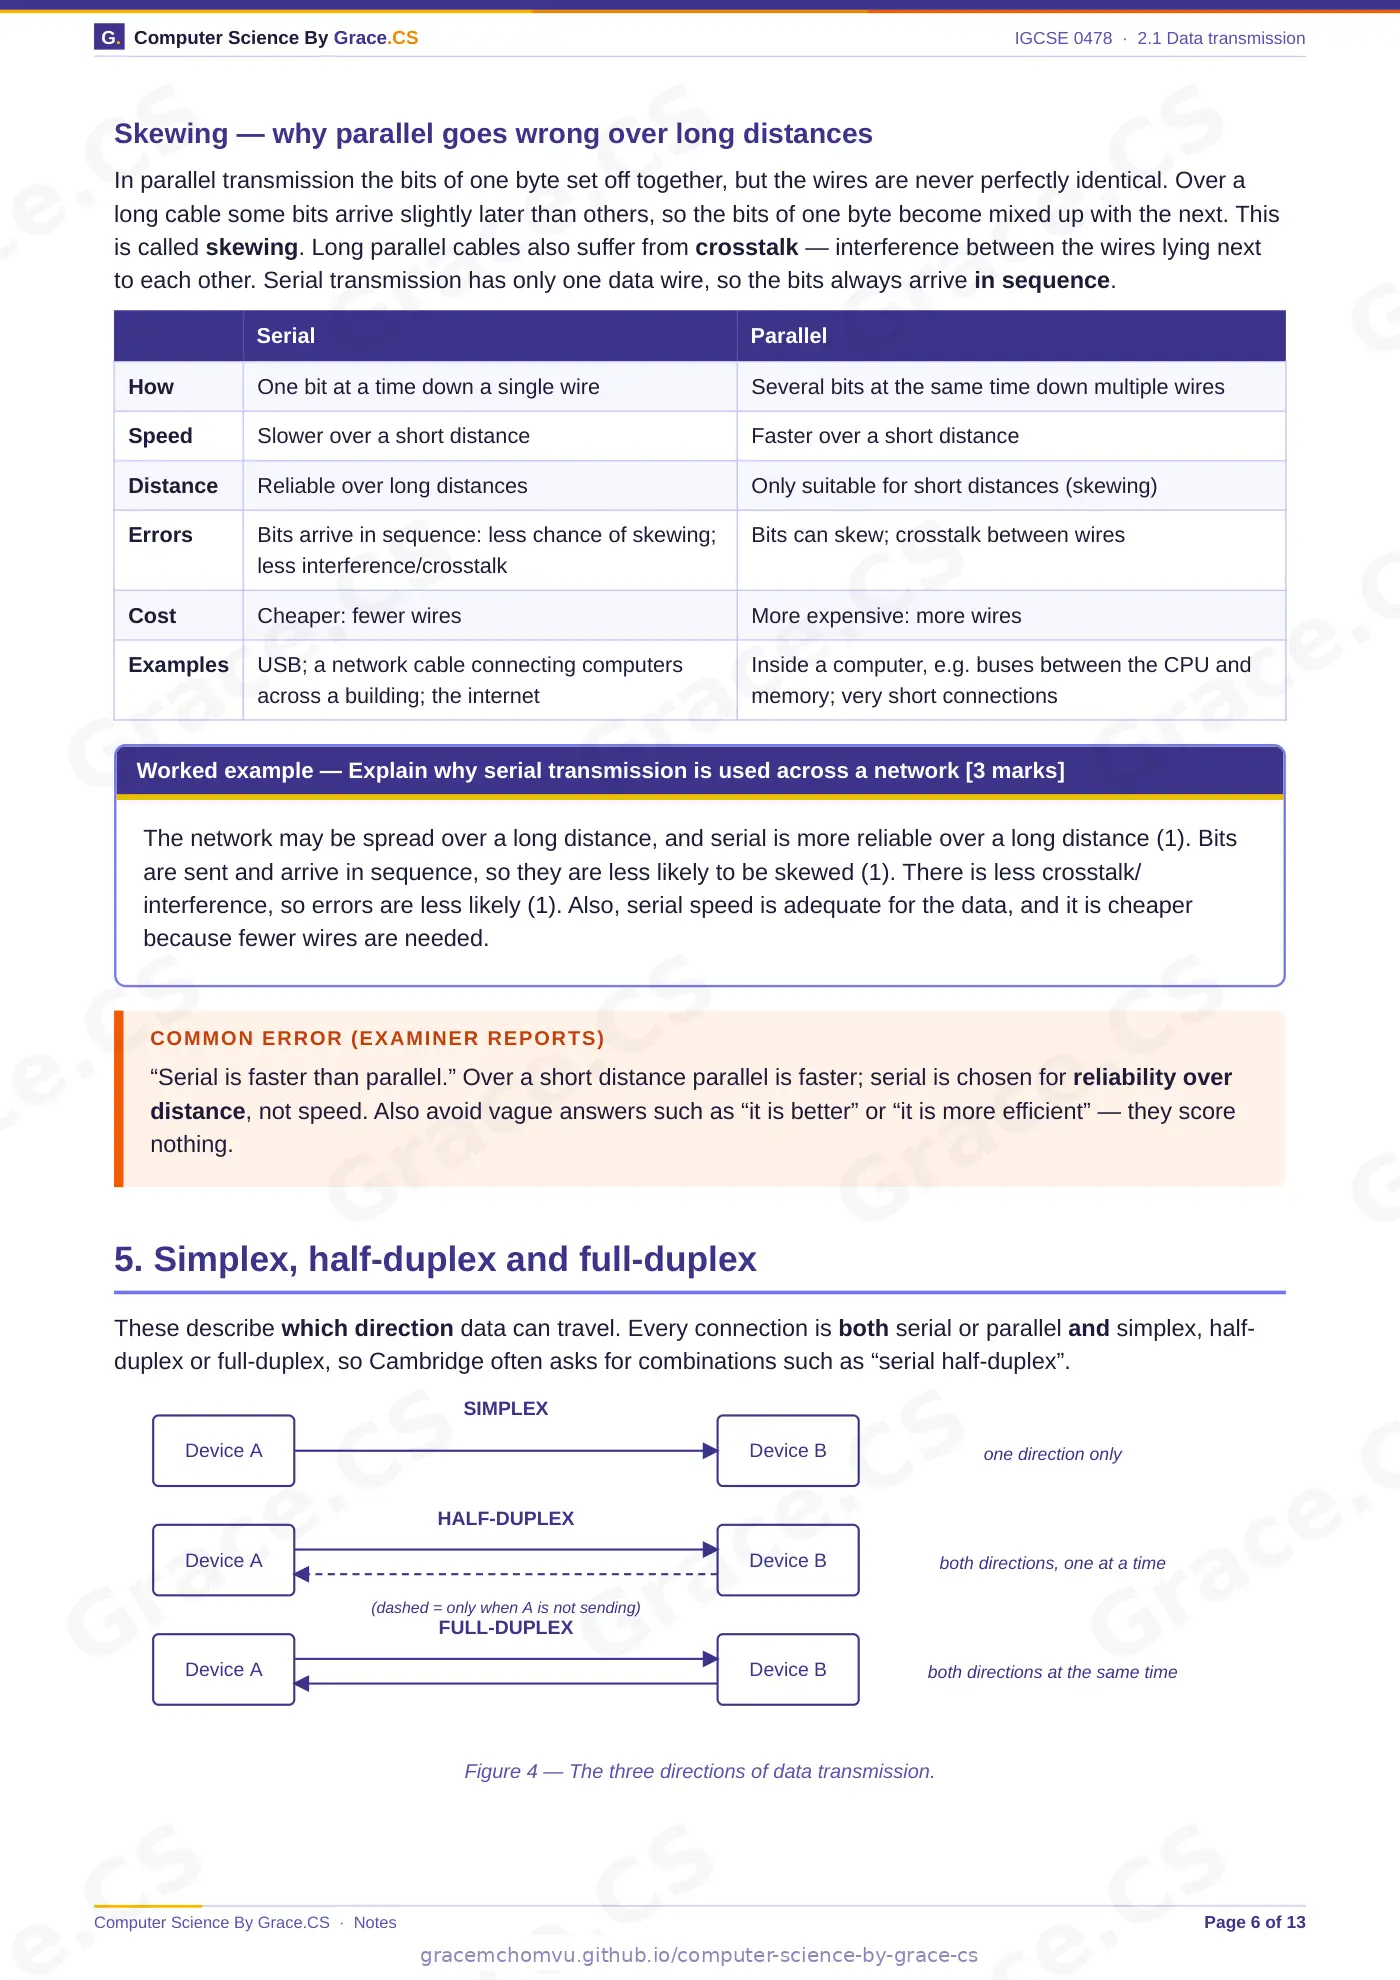 G. Computer Science By Grace.CS
IGCSE 0478 · 2.1 Data transmission
Skewing — why parallel goes wrong over long distances
In parallel transmission the bits of one byte set off together, but the wires are never perfectly identical. Over a
long cable some bits arrive slightly later than others, so the bits of one byte become mixed up with the next. This
is called skewing. Long parallel cables also suffer from crosstalk — interference between the wires lying next
to each other. Serial transmission has only one data wire, so the bits always arrive in sequence.
Serial Parallel
How One bit at a time down a single wire Several bits at the same time down multiple wires
Speed Slower over a short distance Faster over a short distance
Distance Reliable over long distances Only suitable for short distances (skewing)
Errors Bits arrive in sequence: less chance of skewing; Bits can skew; crosstalk between wires
less interference/crosstalk
Cost Cheaper: fewer wires More expensive: more wires
Examples USB; a network cable connecting computers Inside a computer, e.g. buses between the CPU and
across a building; the internet memory; very short connections
Worked example — Explain why serial transmission is used across a network [3 marks]
The network may be spread over a long distance, and serial is more reliable over a long distance (1). Bits
are sent and arrive in sequence, so they are less likely to be skewed (1). There is less crosstalk/
interference, so errors are less likely (1). Also, serial speed is adequate for the data, and it is cheaper
because fewer wires are needed.
COMMON ERROR (EXAMINER REPORTS)
“Serial is faster than parallel.” Over a short distance parallel is faster; serial is chosen for reliability over
distance, not speed. Also avoid vague answers such as “it is better” or “it is more efficient” — they score
nothing.
5. Simplex, half-duplex and full-duplex
These describe which direction data can travel. Every connection is both serial or parallel and simplex, half-
duplex or full-duplex, so Cambridge often asks for combinations such as “serial half-duplex”.
SIMPLEX
Device A Device B one direction only
HALF-DUPLEX
Device A Device B both directions, one at a time
(dashed = only when A is not sending)
FULL-DUPLEX
Device A Device B both directions at the same time
Figure 4 — The three directions of data transmission.
Computer Science By Grace.CS · Notes
Page 6 of 13
gracemchomvu.github.io/computer-science-by-grace-cs